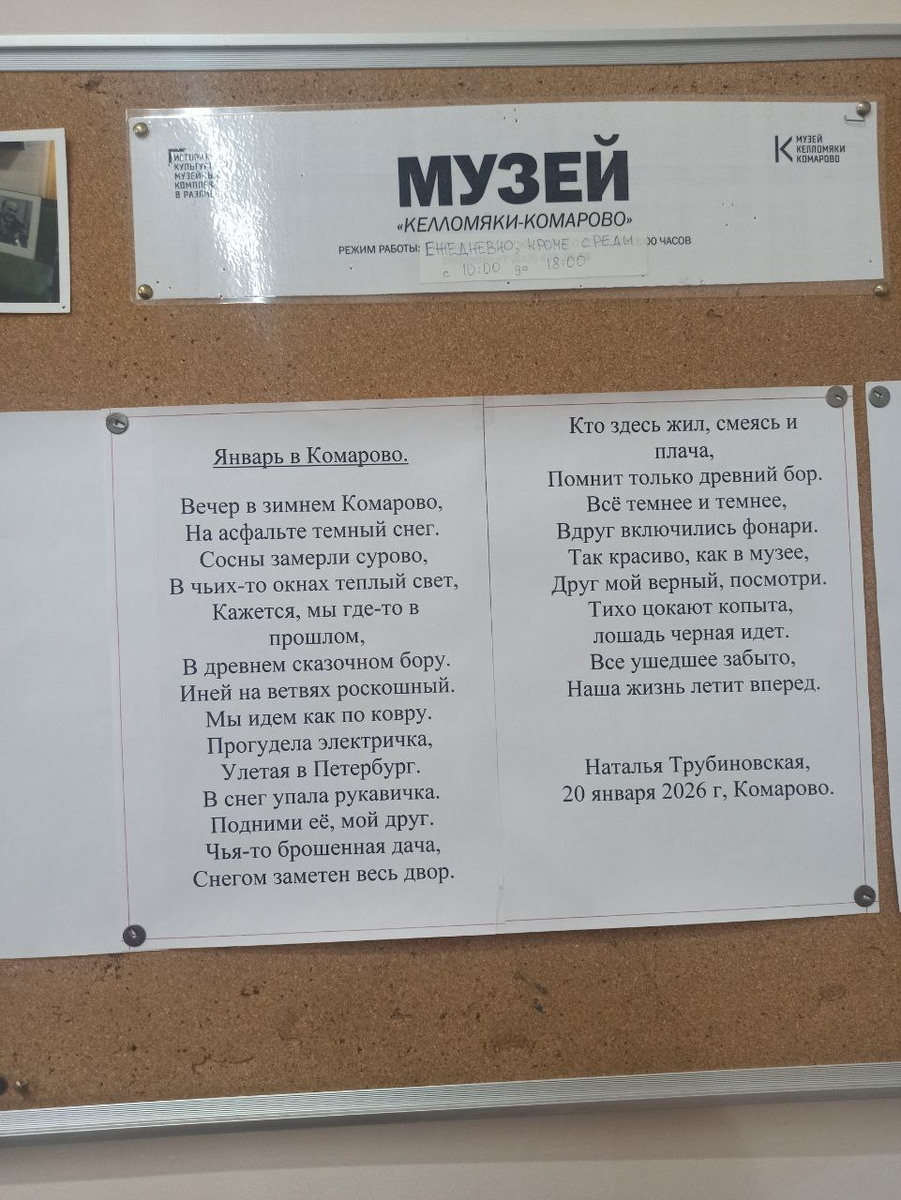 МУЗЕЙ
«КЕЛЛОМЯКИ-КОМАРОВО»
РЕЖИМ РАБОТЫ: ЕЖЕДНЕВНО, КРОМЕ СРЕДЫ 00 ЧАСОВ
с 10:00 до 18:00
МУЗЕЙ
КЕЛЛОМЯКИ
КОМАРОВО
Январь в Комарово.
Вечер в зимнем Комарово,
На асфальте темный снег.
Сосны замерли сурово,
В чьих-то окнах теплый свет,
Кажется, мы где-то в
прошлом,
В древнем сказочном бору.
Иней на ветвях роскошный.
Мы идем как по ковру.
Прогудела электричка,
Улетая в Петербург.
В снег упала рукавичка.
Подними её, мой друг.
Чья-то брошенная дача,
Снегом заметен весь двор.
Кто здесь жил, смеясь и
плача,
Помнит только древний бор.
Всё темнее и темнее,
Вдруг включились фонари.
Так красиво, как в музее,
Друг мой верный, посмотри.
Тихо цокают копыта,
лошадь черная идет.
Все ушедшее забыто,
Наша жизнь летит вперед.
Наталья Трубиновская,
20 января 2026 г, Комарово.